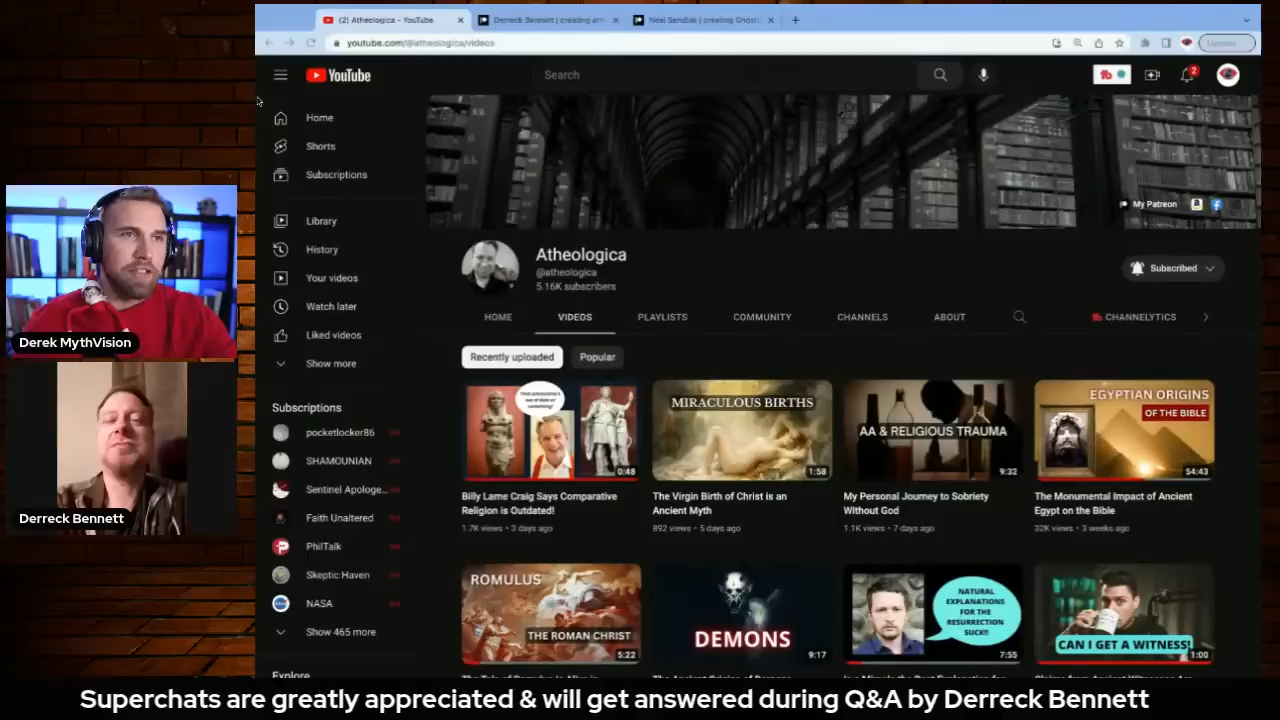 (2) Atheologica - YouTube
Derreck Bennett | creating
Neal Sendlak | creating Gnosti
youtube.com/@atheologica/videos
YouTube
Search
2
Home
Shorts
Subscriptions
Library
History
Your videos
Watch later
Liked videos
Show more
Subscriptions
pocketlocker86
SHAMOUNIAN
Sentinel Apologe...
Faith Unaltered
PhilTalk
Skeptic Haven
NASA
Show 465 more
Explore
My Patreon
Atheologica
@atheologica
5.16K subscribers
Subscribed
HOME
VIDEOS
PLAYLISTS
COMMUNITY
CHANNELS
ABOUT
CHANNELYTICS
Recently uploaded
Popular
0:48
Billy Lame Craig Says Comparative
Religion is Outdated!
1.7K views • 3 days ago
MIRACULOUS BIRTHS
1:58
The Virgin Birth of Christ is an
Ancient Myth
892 views • 5 days ago
AA & RELIGIOUS TRAUMA
9:32
My Personal Journey to Sobriety
Without God
1.1K views • 7 days ago
EGYPTIAN ORIGINS
OF THE BIBLE
54:43
The Monumental Impact of Ancient
Egypt on the Bible
32K views • 3 weeks ago
ROMULUS
THE ROMAN CHRIST
5:22
DEMONS
9:17
NATURAL
EXPLANATIONS
FOR THE
RESURRECTION
SUCK!!!
7:55
CAN I GET A WITNESS!
1:00
Derek MythVision
Derreck Bennett
Superchats are greatly appreciated & will get answered during Q&A by Derreck Bennett